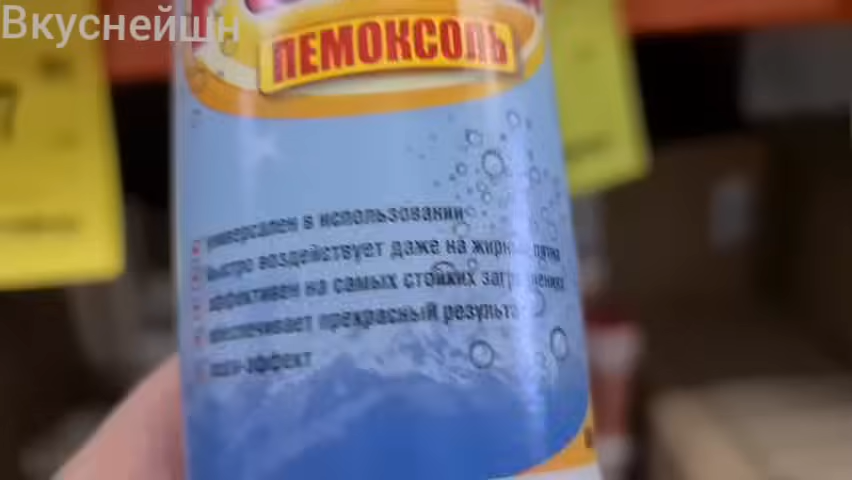 Вкуснейшн
ПЕМОКСОЛЬ
универсален в использовании
быстро воздействует даже на жирные пятна
эффективен на самых стойких загрязнениях
обеспечивает прекрасный результат
эффект
7